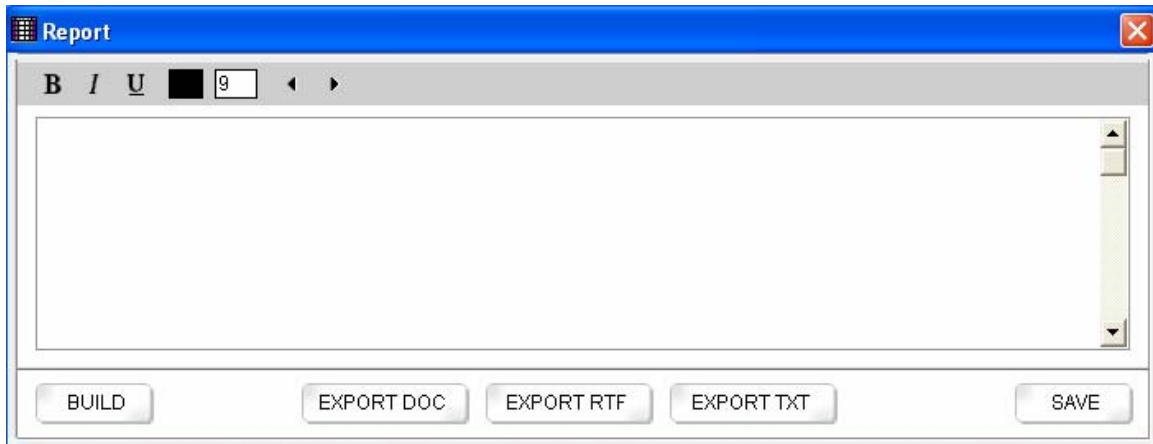 Report
B I U 9
BUILD EXPORT DOC EXPORT RTF EXPORT TXT SAVE